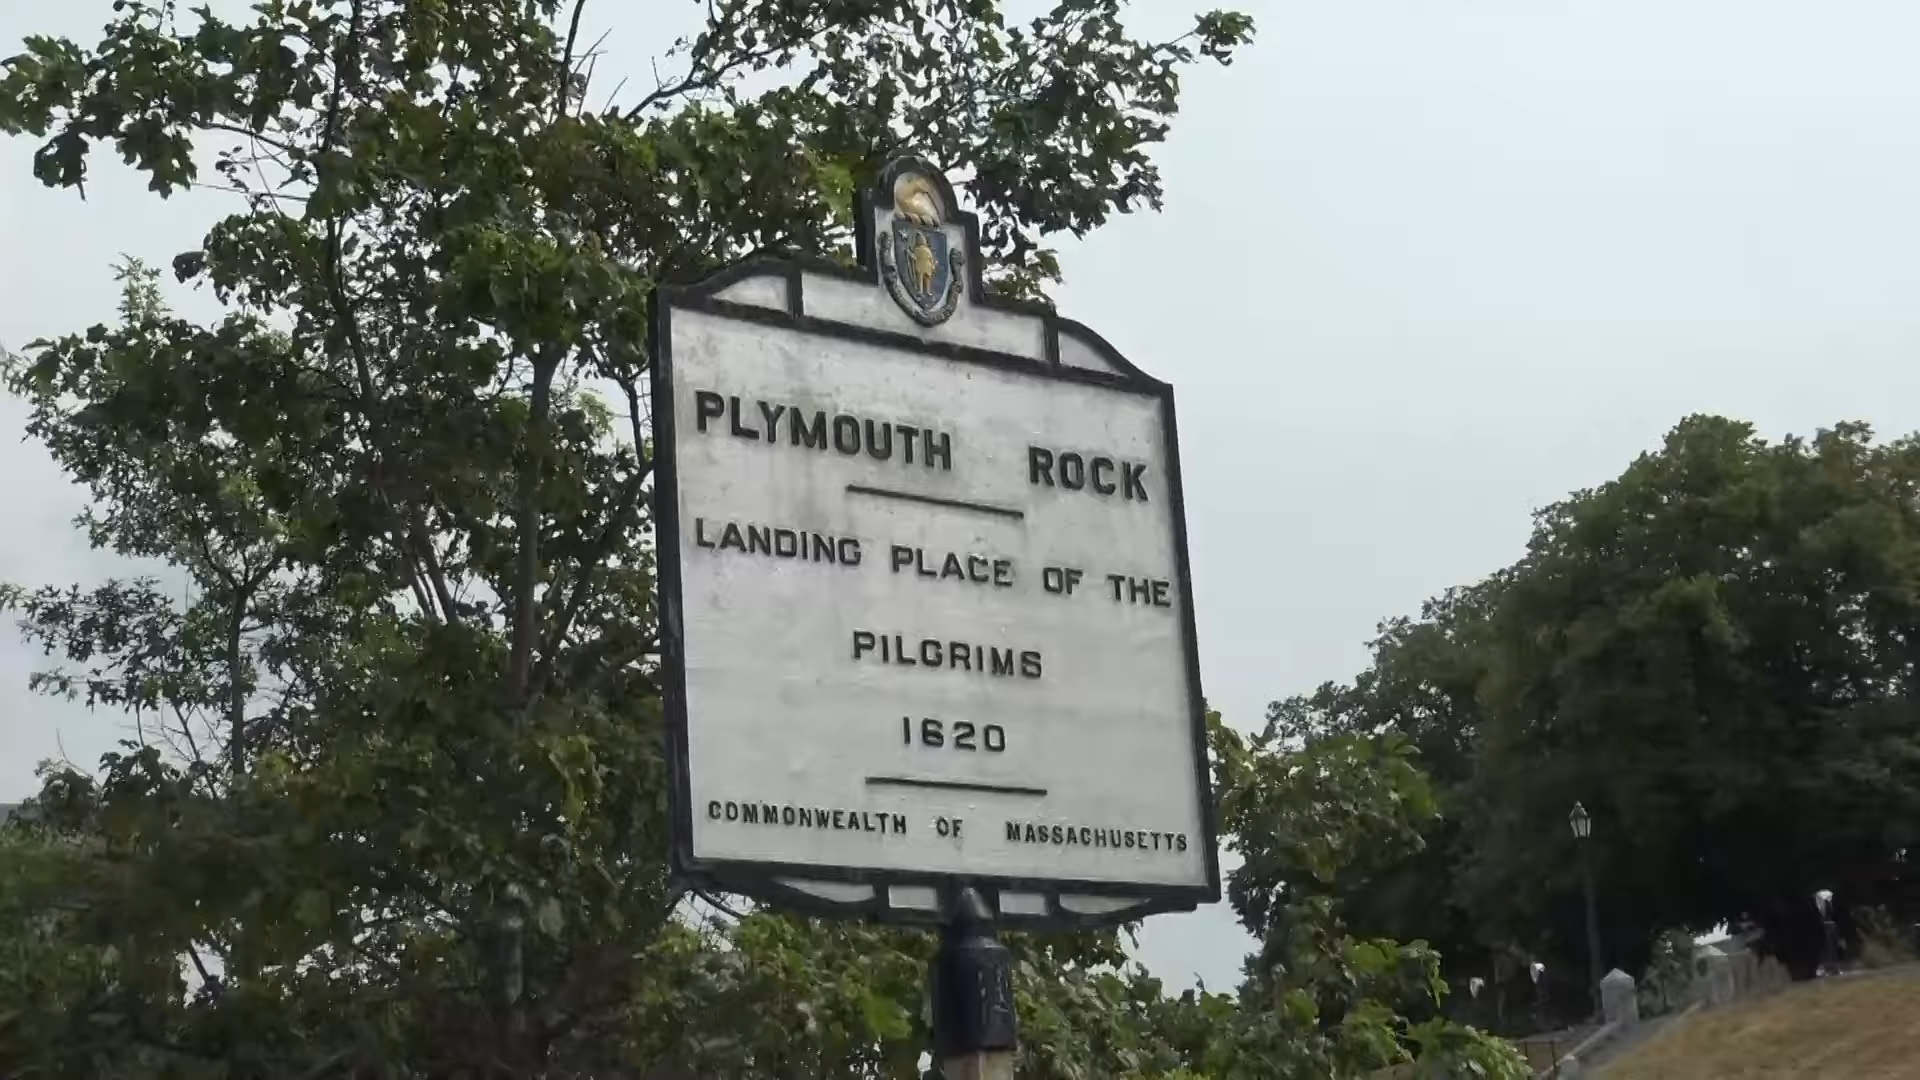 PLYMOUTH ROCK
LANDING PLACE OF THE
PILGRIMS
1620
COMMONWEALTH OF MASSACHUSETTS